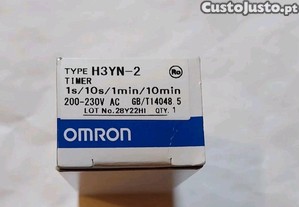 CustoJusto.pt
TYPE H3YN-2
Ro
TIMER
1s/10s/1min/10min
200-230V AC GB/T14048.5
LOT No.28Y22HI QTY. 1
OMRON